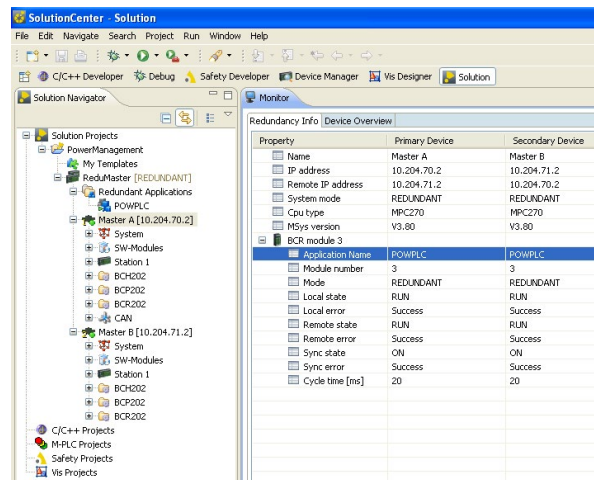 SolutionCenter - Solution
File Edit Navigate Search Project Run Window Help
C/C++ Developer Debug Safety Developer Device Manager Vis Designer Solution
Solution Navigator
Solution Projects
PowerManagement
My Templates
ReduMaster [REDUNDANT]
Redundant Applications
POWPLC
Master A [10.204.70.2]
System
SW-Modules
Station 1
BCH202
BCP202
BCR202
CAN
Master B [10.204.71.2]
System
SW-Modules
Station 1
BCH202
BCP202
BCR202
C/C++ Projects
M-PLC Projects
Safety Projects
Vis Projects
Monitor
Redundancy Info Device Overview
Property Primary Device Secondary Device
Name Master A Master B
IP address 10.204.70.2 10.204.71.2
Remote IP address 10.204.71.2 10.204.70.2
System mode REDUNDANT REDUNDANT
Cpu type MPC270 MPC270
MSys version V3.80 V3.80
BCR module 3
Application Name POWPLC POWPLC
Module number 3 3
Mode REDUNDANT REDUNDANT
Local state RUN RUN
Local error Success Success
Remote state RUN RUN
Remote error Success Success
Sync state ON ON
Sync error Success Success
Cycle time [ms] 20 20